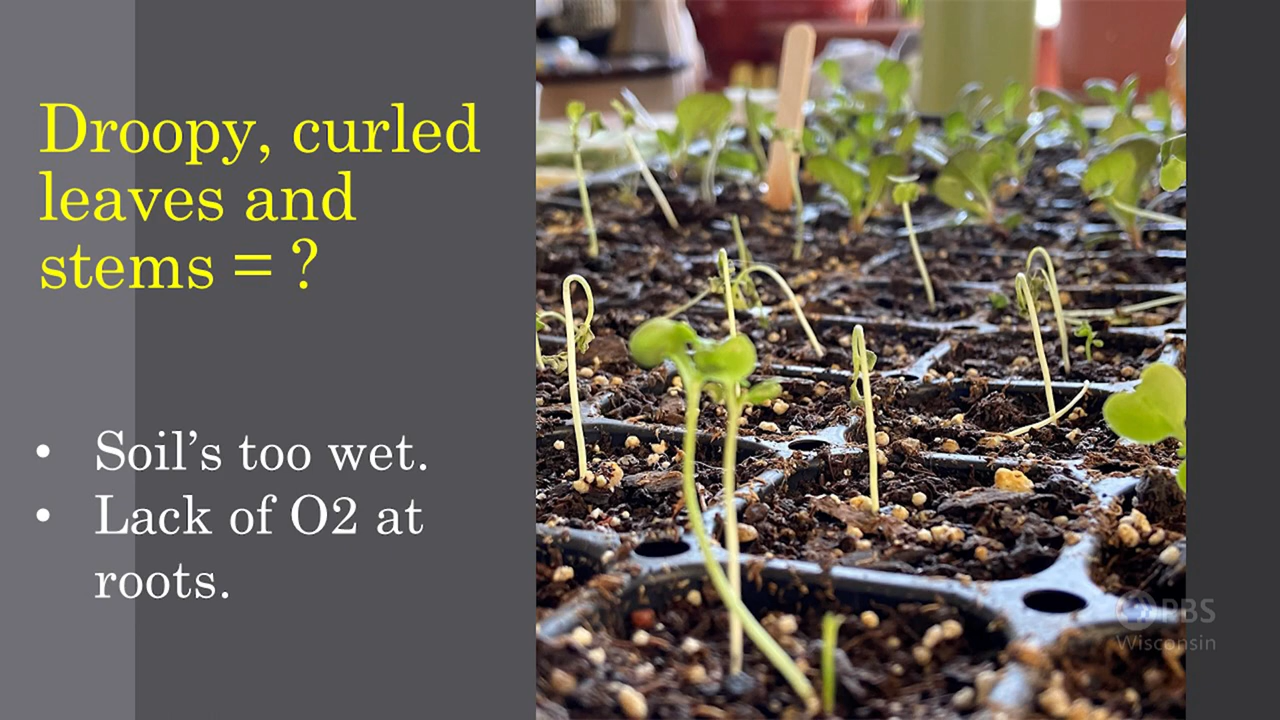 Droopy, curled
leaves and
stems = ?
• Soil's too wet.
• Lack of O2 at
roots.
PBS
Wisconsin